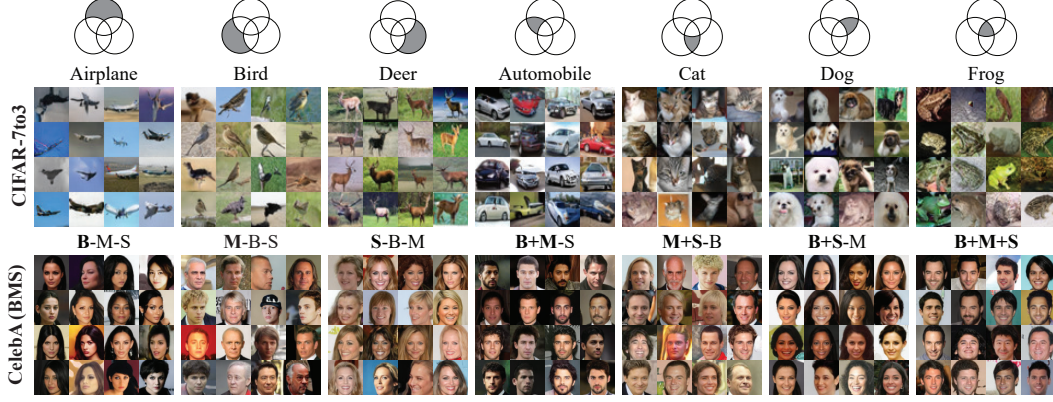 Airplane Bird Deer Automobile Cat Dog Frog
CIFAR-7to3
B-M-S M-B-S S-B-M B+M-S M+S-B B+S-M B+M+S
CelebA (BMS)